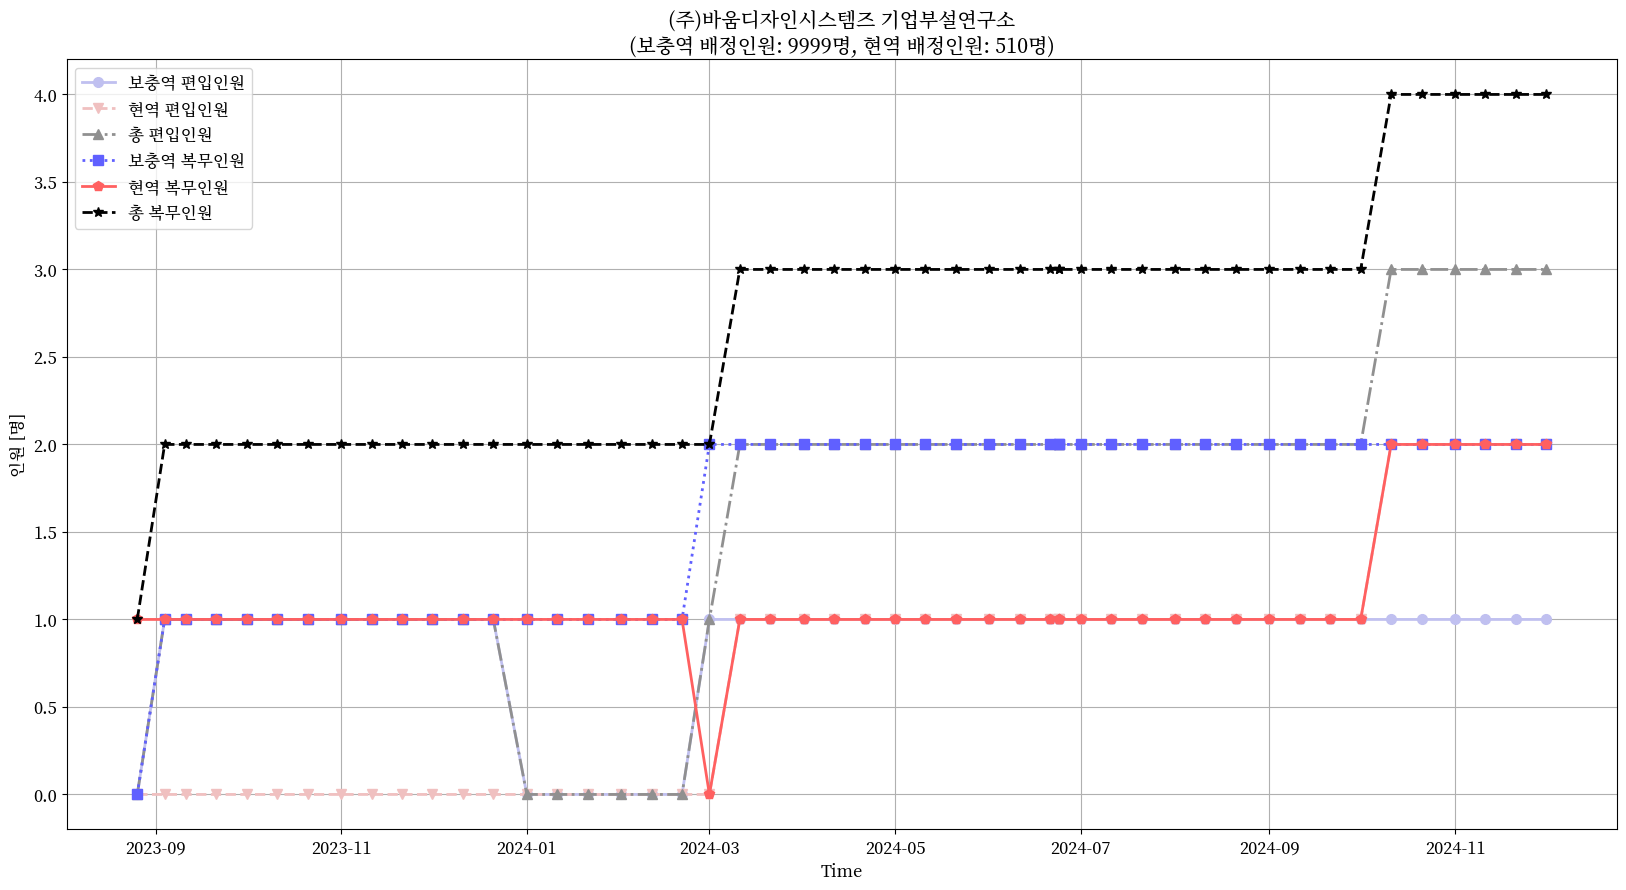 (주)바움디자인시스템즈 기업부설연구소
(보충역 배정인원: 9999명, 현역 배정인원: 510명)
보충역 편입인원
현역 편입인원
총 편입인원
보충역 복무인원
현역 복무인원
총 복무인원
4.0
3.5
3.0
2.5
2.0
1.5
1.0
0.5
0.0
인원 [명]
2023-09
2023-11
2024-01
2024-03
2024-05
2024-07
2024-09
2024-11
Time